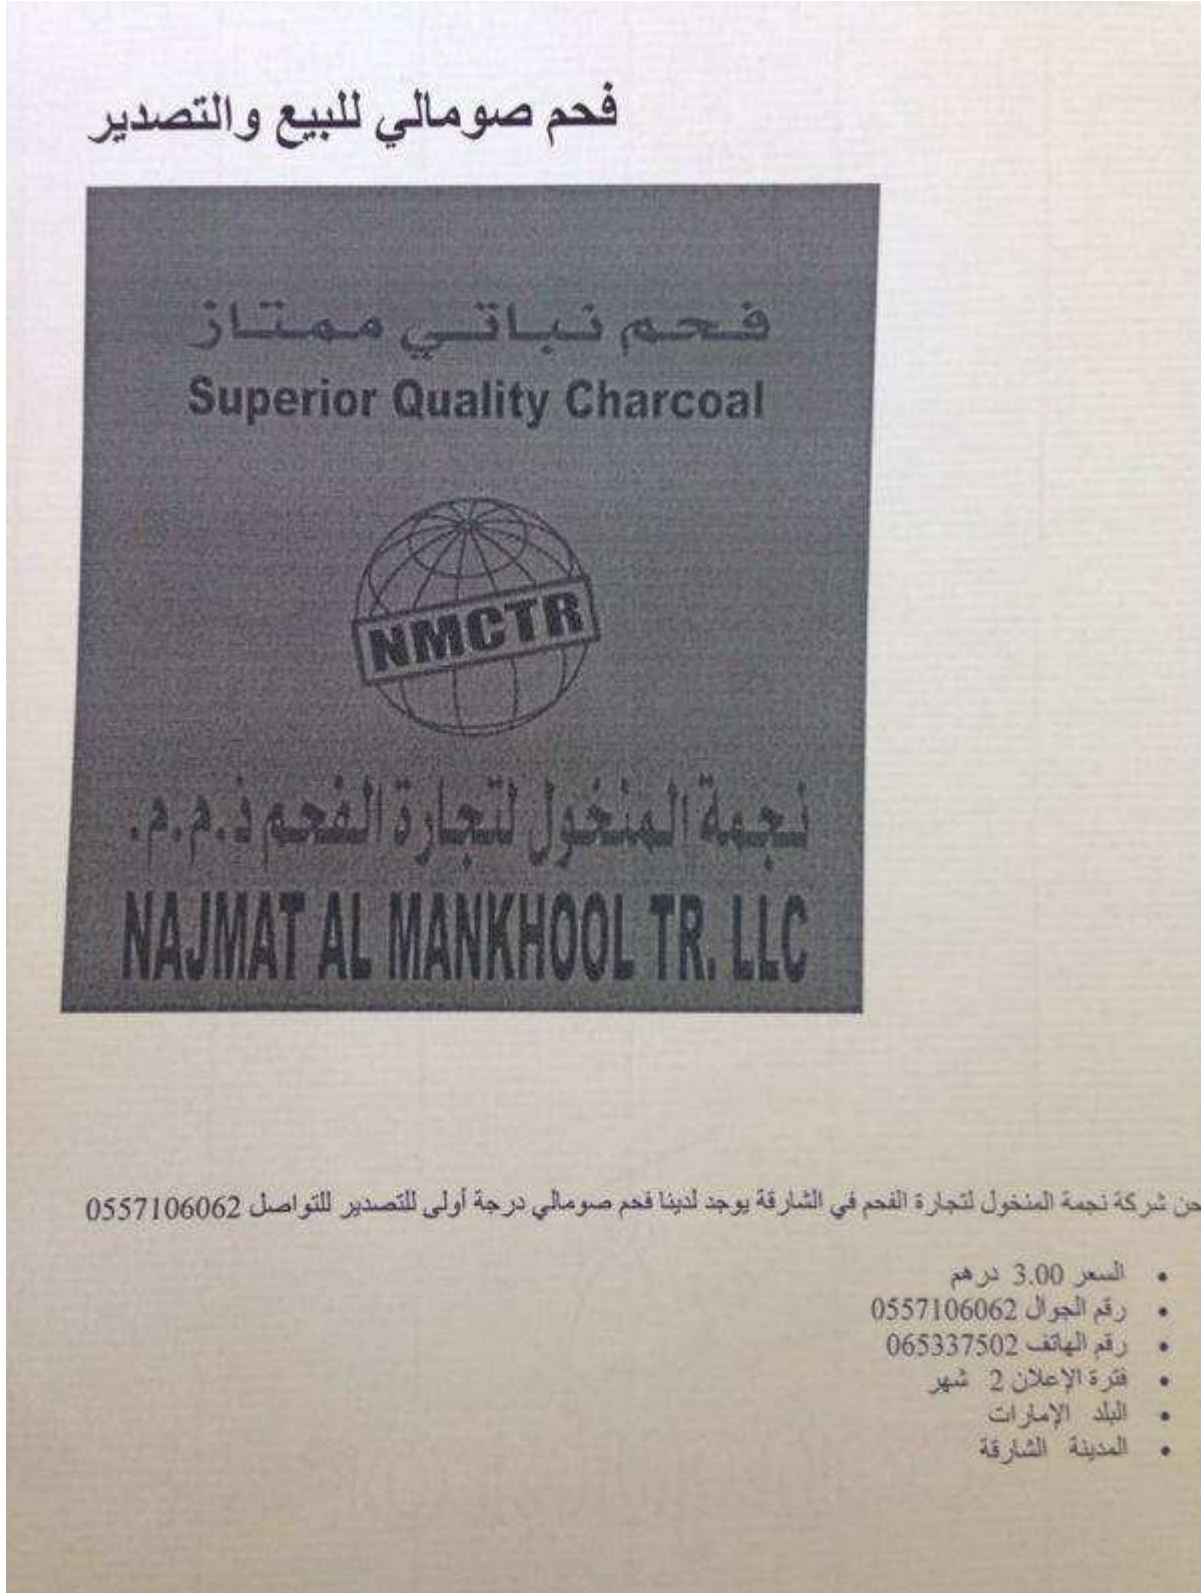 فحم صومالي للبيع والتصدير
فحم نباتي ممتاز
Superior Quality Charcoal
NMCTR
نجمة المنخول لتجارة الفحم ذ.م.م.
NAJMAT AL MANKHOOL TR. LLC
حن شركة نجمة المنخول لتجارة الفحم في الشارقة يوجد لدينا فحم صومالي درجة أولى للتصدير للتواصل 0557106062
• السعر 3.00 درهم
• رقم الجوال 0557106062
• رقم الهاتف 065337502
• فترة الإعلان 2 شهر
• البلد الإمارات
• المدينة الشارقة